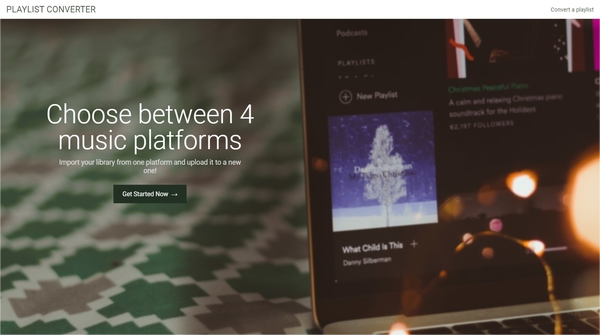 PLAYLIST CONVERTER
Convert a playlist
Choose between 4
music platforms
Import your library from one platform and upload it to a new
one!
Get Started Now →
Podcasts
PLAYLISTS
New Playlist
What Child Is This
Danny Silberman
Christmas Peaceful Piano
A calm and relaxing Christmas piano
soundtrack for the Holidays
FOLLOWERS